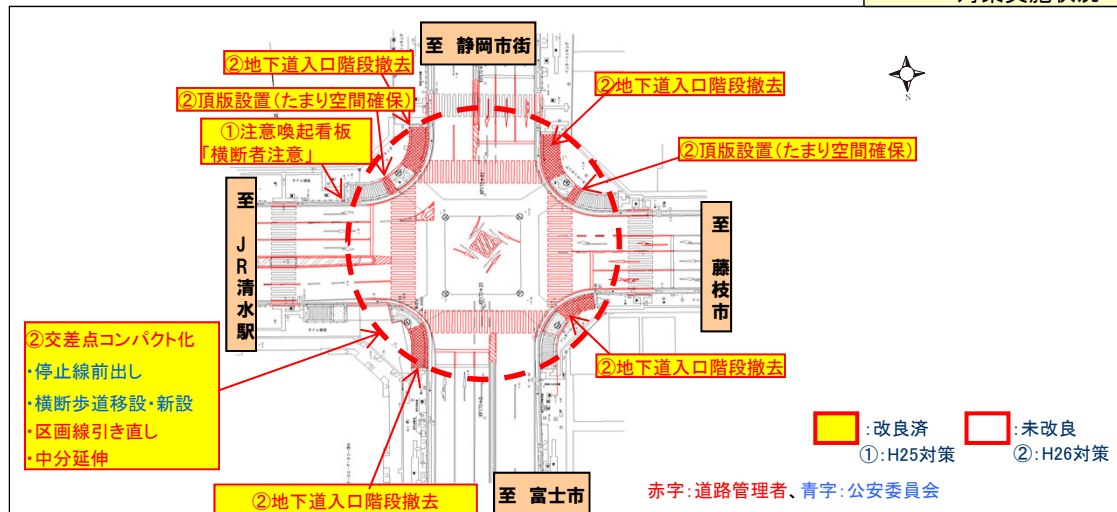 至 静岡市街
②地下道入口階段撤去
②頂版設置(たまり空間確保)
①注意喚起看板
「横断者注意」
②地下道入口階段撤去
②頂版設置(たまり空間確保)
至 JR清水駅
至 藤枝市
②交差点コンパクト化
・停止線前出し
・横断歩道移設・新設
・区画線引き直し
・中分延伸
②地下道入口階段撤去
②地下道入口階段撤去
至 富士市
:改良済
:未改良
①:H25対策
②:H26対策
赤字:道路管理者、青字:公安委員会